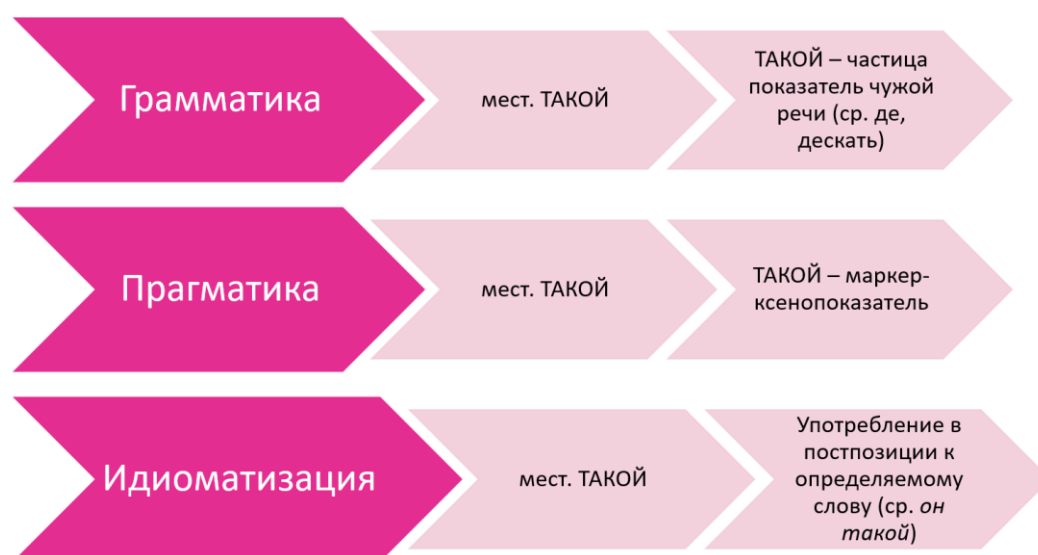 Грамматика
мест. ТАКОЙ
ТАКОЙ – частица
показатель чужой
речи (ср. де,
дескать)
Прагматика
мест. ТАКОЙ
ТАКОЙ – маркер-
ксенопоказатель
Идиоматизация
мест. ТАКОЙ
Употребление в
постпозиции к
определяемому
слову (ср. он
такой)